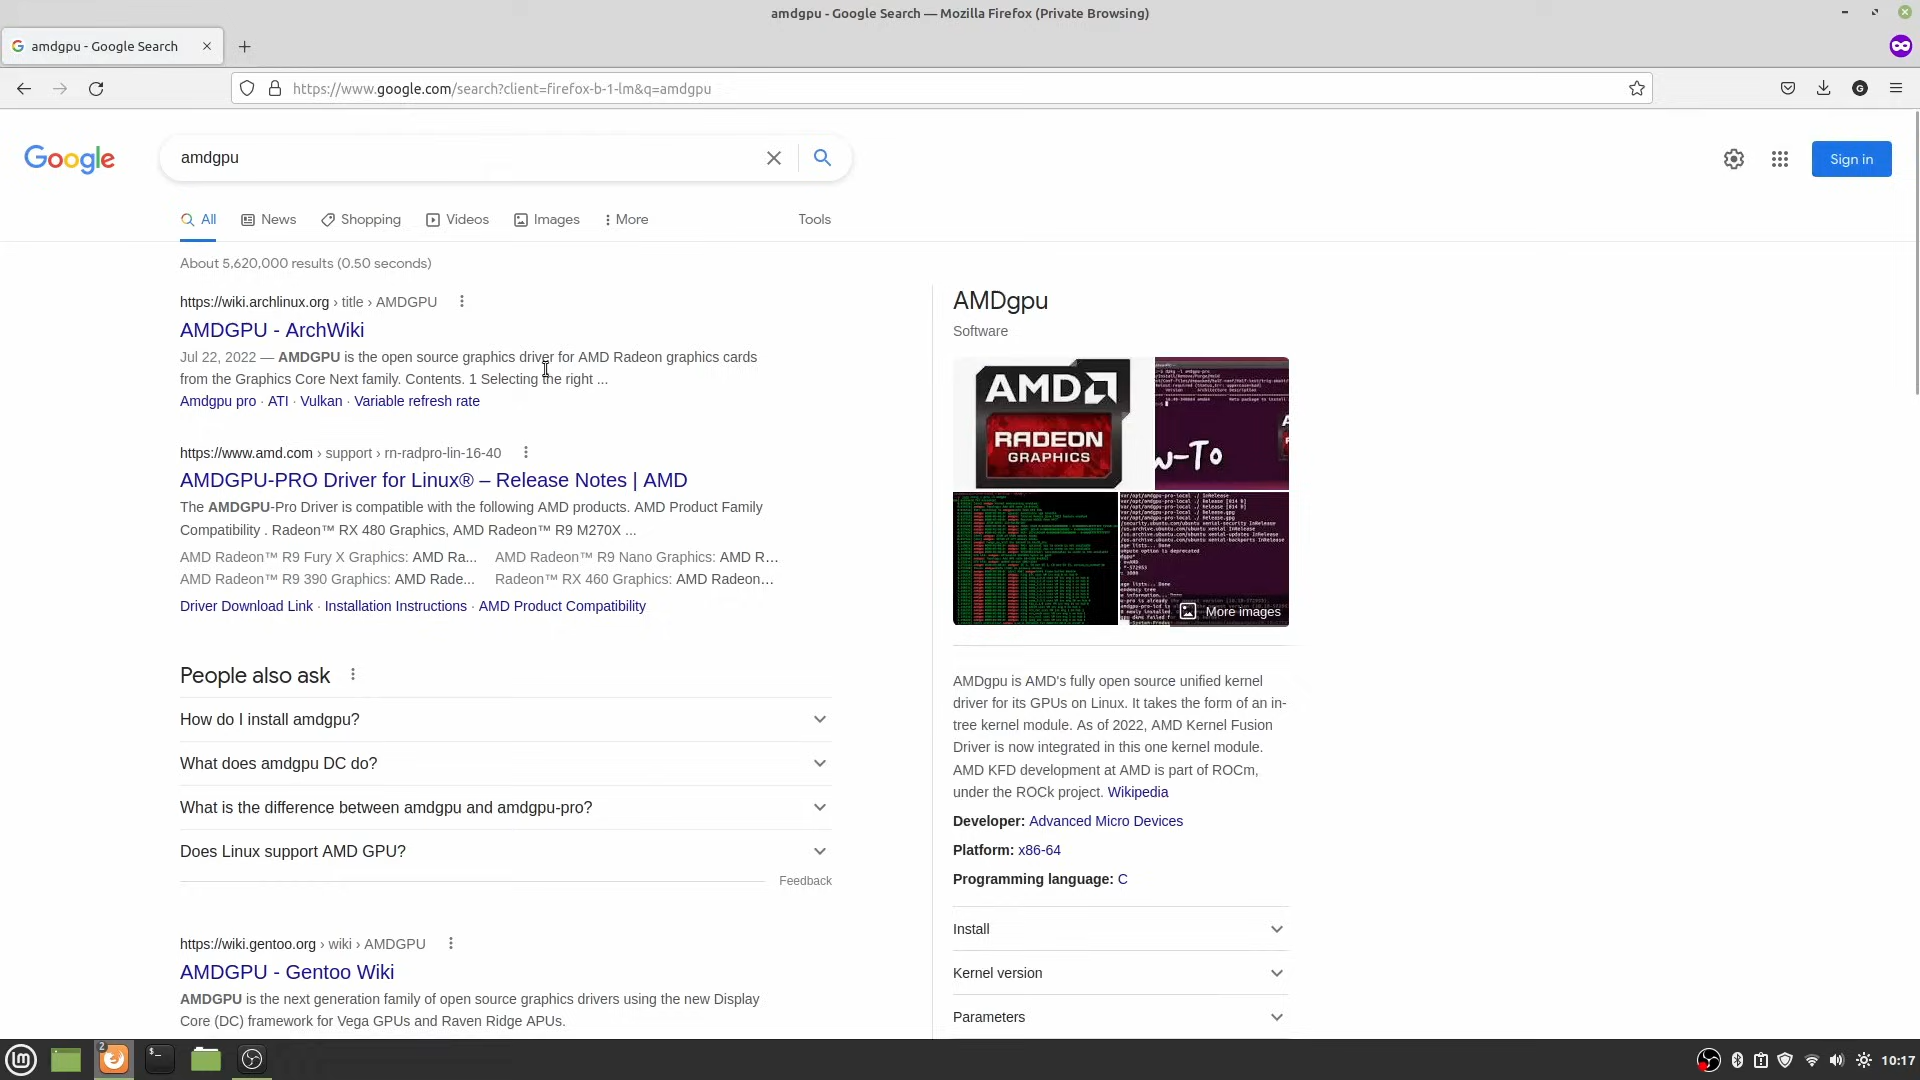 amdgpu - Google Search — Mozilla Firefox (Private Browsing)
amdgpu - Google Search
https://www.google.com/search?client=firefox-b-1-lm&q=amdgpu
Google
amdgpu
Sign in
All
News
Shopping
Videos
Images
More
Tools
About 5,620,000 results (0.50 seconds)
https://wiki.archlinux.org › title › AMDGPU
AMDGPU - ArchWiki
Jul 22, 2022 — AMDGPU is the open source graphics driver for AMD Radeon graphics cards
from the Graphics Core Next family. Contents. 1 Selecting the right ...
Amdgpu pro · ATI · Vulkan · Variable refresh rate
https://www.amd.com › support › rn-radpro-lin-16-40
AMDGPU-PRO Driver for Linux® – Release Notes | AMD
The AMDGPU-Pro Driver is compatible with the following AMD products. AMD Product Family
Compatibility . Radeon™ RX 480 Graphics, AMD Radeon™ R9 M270X ...
AMD Radeon™ R9 Fury X Graphics: AMD Ra... AMD Radeon™ R9 Nano Graphics: AMD R...
AMD Radeon™ R9 390 Graphics: AMD Rade... Radeon™ RX 460 Graphics: AMD Radeon...
Driver Download Link · Installation Instructions · AMD Product Compatibility
People also ask
How do I install amdgpu?
What does amdgpu DC do?
What is the difference between amdgpu and amdgpu-pro?
Does Linux support AMD GPU?
Feedback
https://wiki.gentoo.org › wiki › AMDGPU
AMDGPU - Gentoo Wiki
AMDGPU is the next generation family of open source graphics drivers using the new Display
Core (DC) framework for Vega GPUs and Raven Ridge APUs.
AMDgpu
Software
AMD
RADEON
GRAPHICS
w-To
More images
AMDgpu is AMD's fully open source unified kernel
driver for its GPUs on Linux. It takes the form of an in-
tree kernel module. As of 2022, AMD Kernel Fusion
Driver is now integrated in this one kernel module.
AMD KFD development at AMD is part of ROCm,
under the ROCk project. Wikipedia
Developer: Advanced Micro Devices
Platform: x86-64
Programming language: C
Install
Kernel version
Parameters
2
10:17